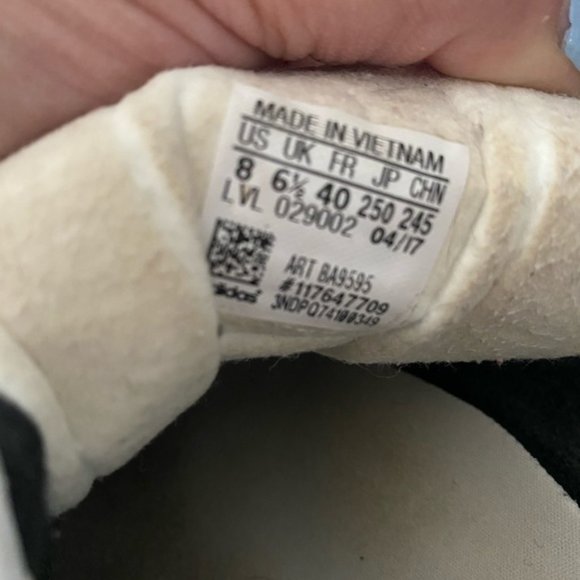 MADE IN VIETNAM
US UK FR JP CHN
8 6½ 40 250 245
LVL 029002 04/17
ART BA9595
#117647709
adidas 3NDPQ74100349